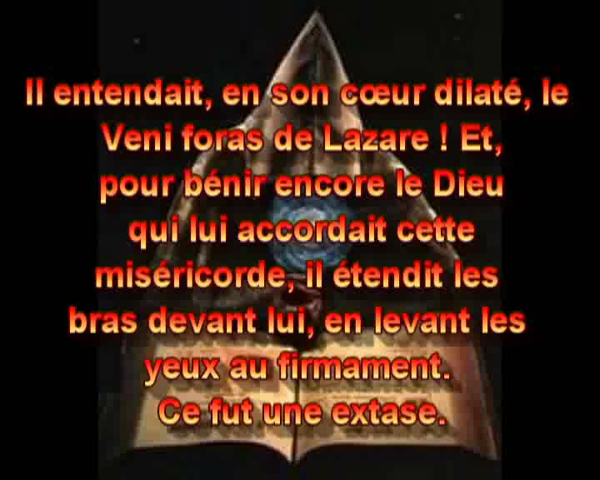 Il entendait, en son cœur dilaté, le
Veni foras de Lazare ! Et,
pour bénir encore le Dieu
qui lui accordait cette
miséricorde, il étendit les
bras devant lui, en levant les
yeux au firmament.
Ce fut une extase.